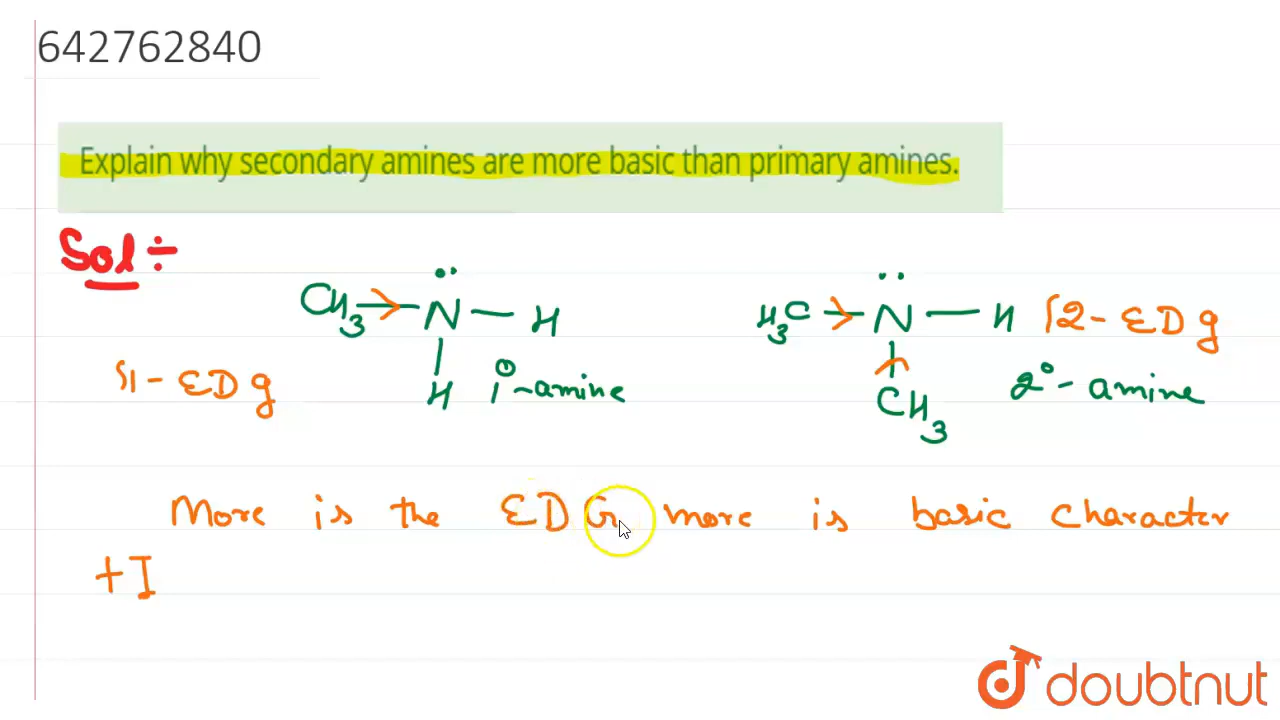 642762840
Explain why secondary amines are more basic than primary amines.
Sol ÷
CH3 N H
H
1° - amine
1 - EDg
H3C N H
CH3
2 - EDg
2° - amine
More is the EDG more is basic character
+I
doubtnut